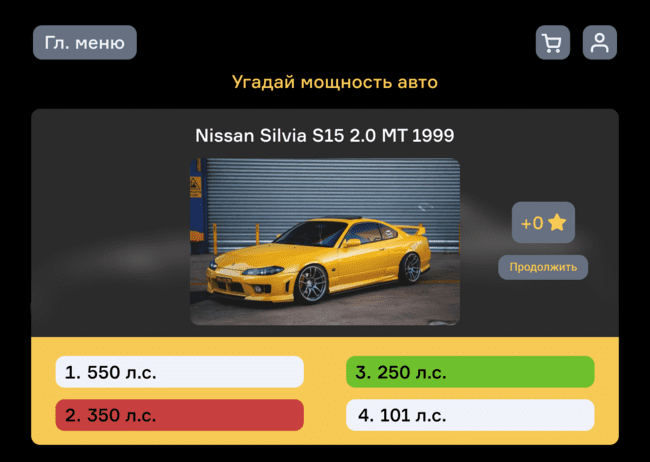 Гл. меню
Угадай мощность авто
Nissan Silvia S15 2.0 MT 1999
+0
Продолжить
1. 550 л.с.
3. 250 л.с.
2. 350 л.с.
4. 101 л.с.